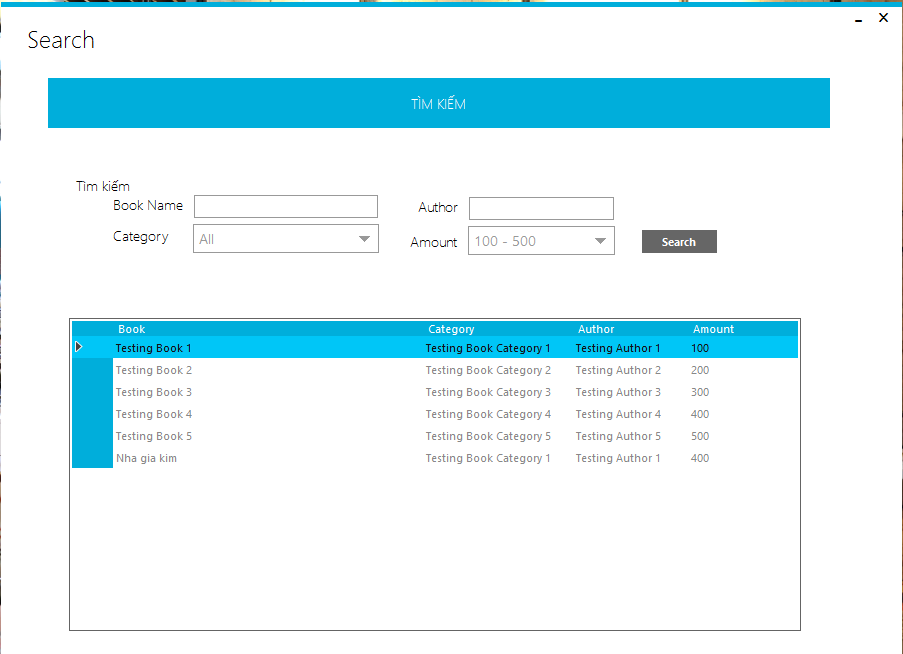 Search
TÌM KIẾM
Tìm kiếm
Book Name
Author
Category All
Amount 100 - 500 Search
Book Category Author Amount
Testing Book 1 Testing Book Category 1 Testing Author 1 100
Testing Book 2 Testing Book Category 2 Testing Author 2 200
Testing Book 3 Testing Book Category 3 Testing Author 3 300
Testing Book 4 Testing Book Category 4 Testing Author 4 400
Testing Book 5 Testing Book Category 5 Testing Author 5 500
Nha gia kim Testing Book Category 1 Testing Author 1 400